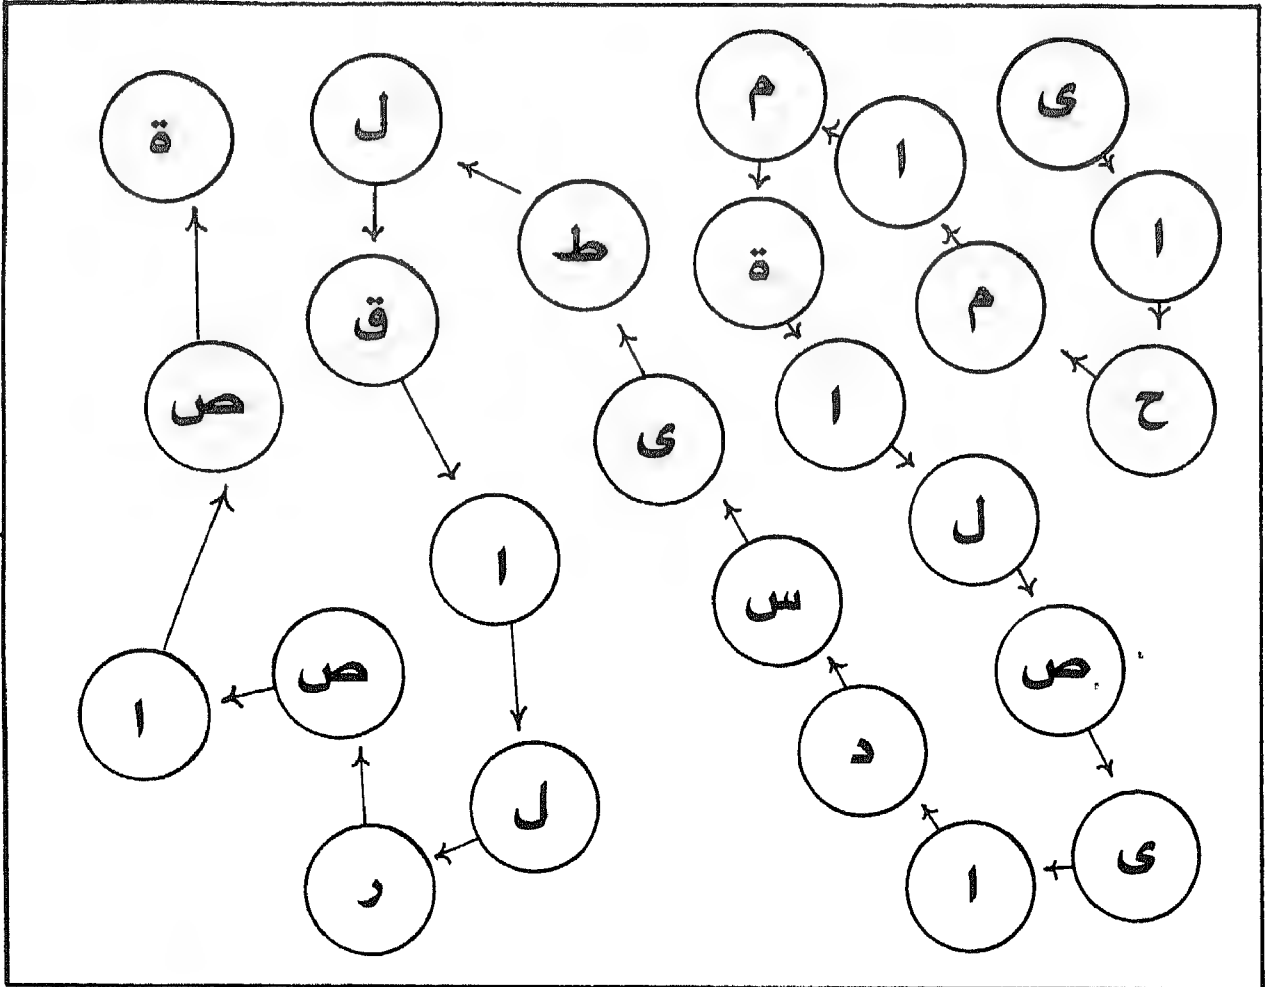 ى ا ح م ا م ة ا ل ص ى ا د س ى ط ل ق ا ل ر ص ا ص ة